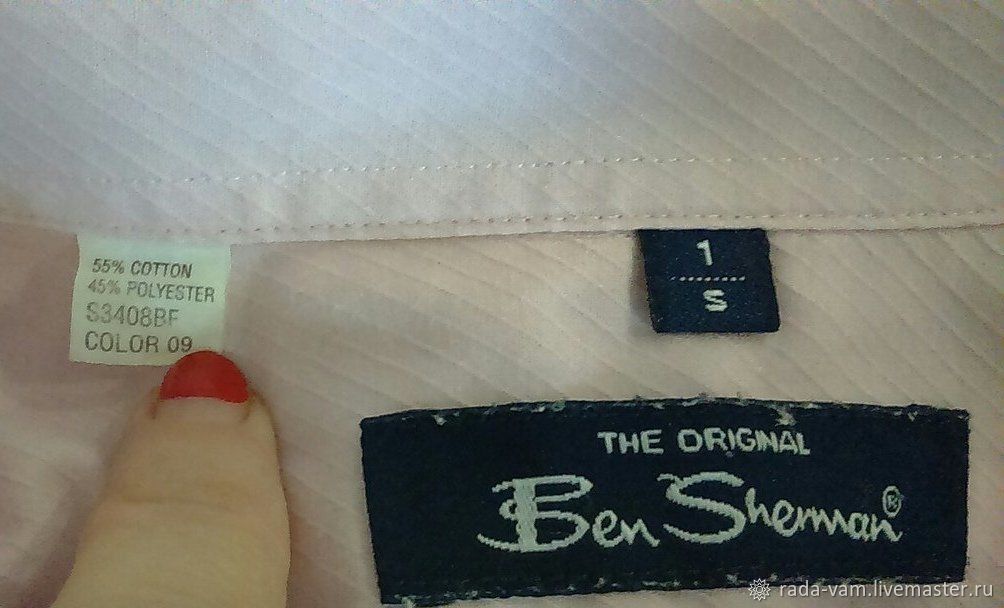 55% COTTON
45% POLYESTER
S3408BF
COLOR 09
1
S
THE ORIGINAL
Ben Sherman®
rada-vam.livemaster.ru